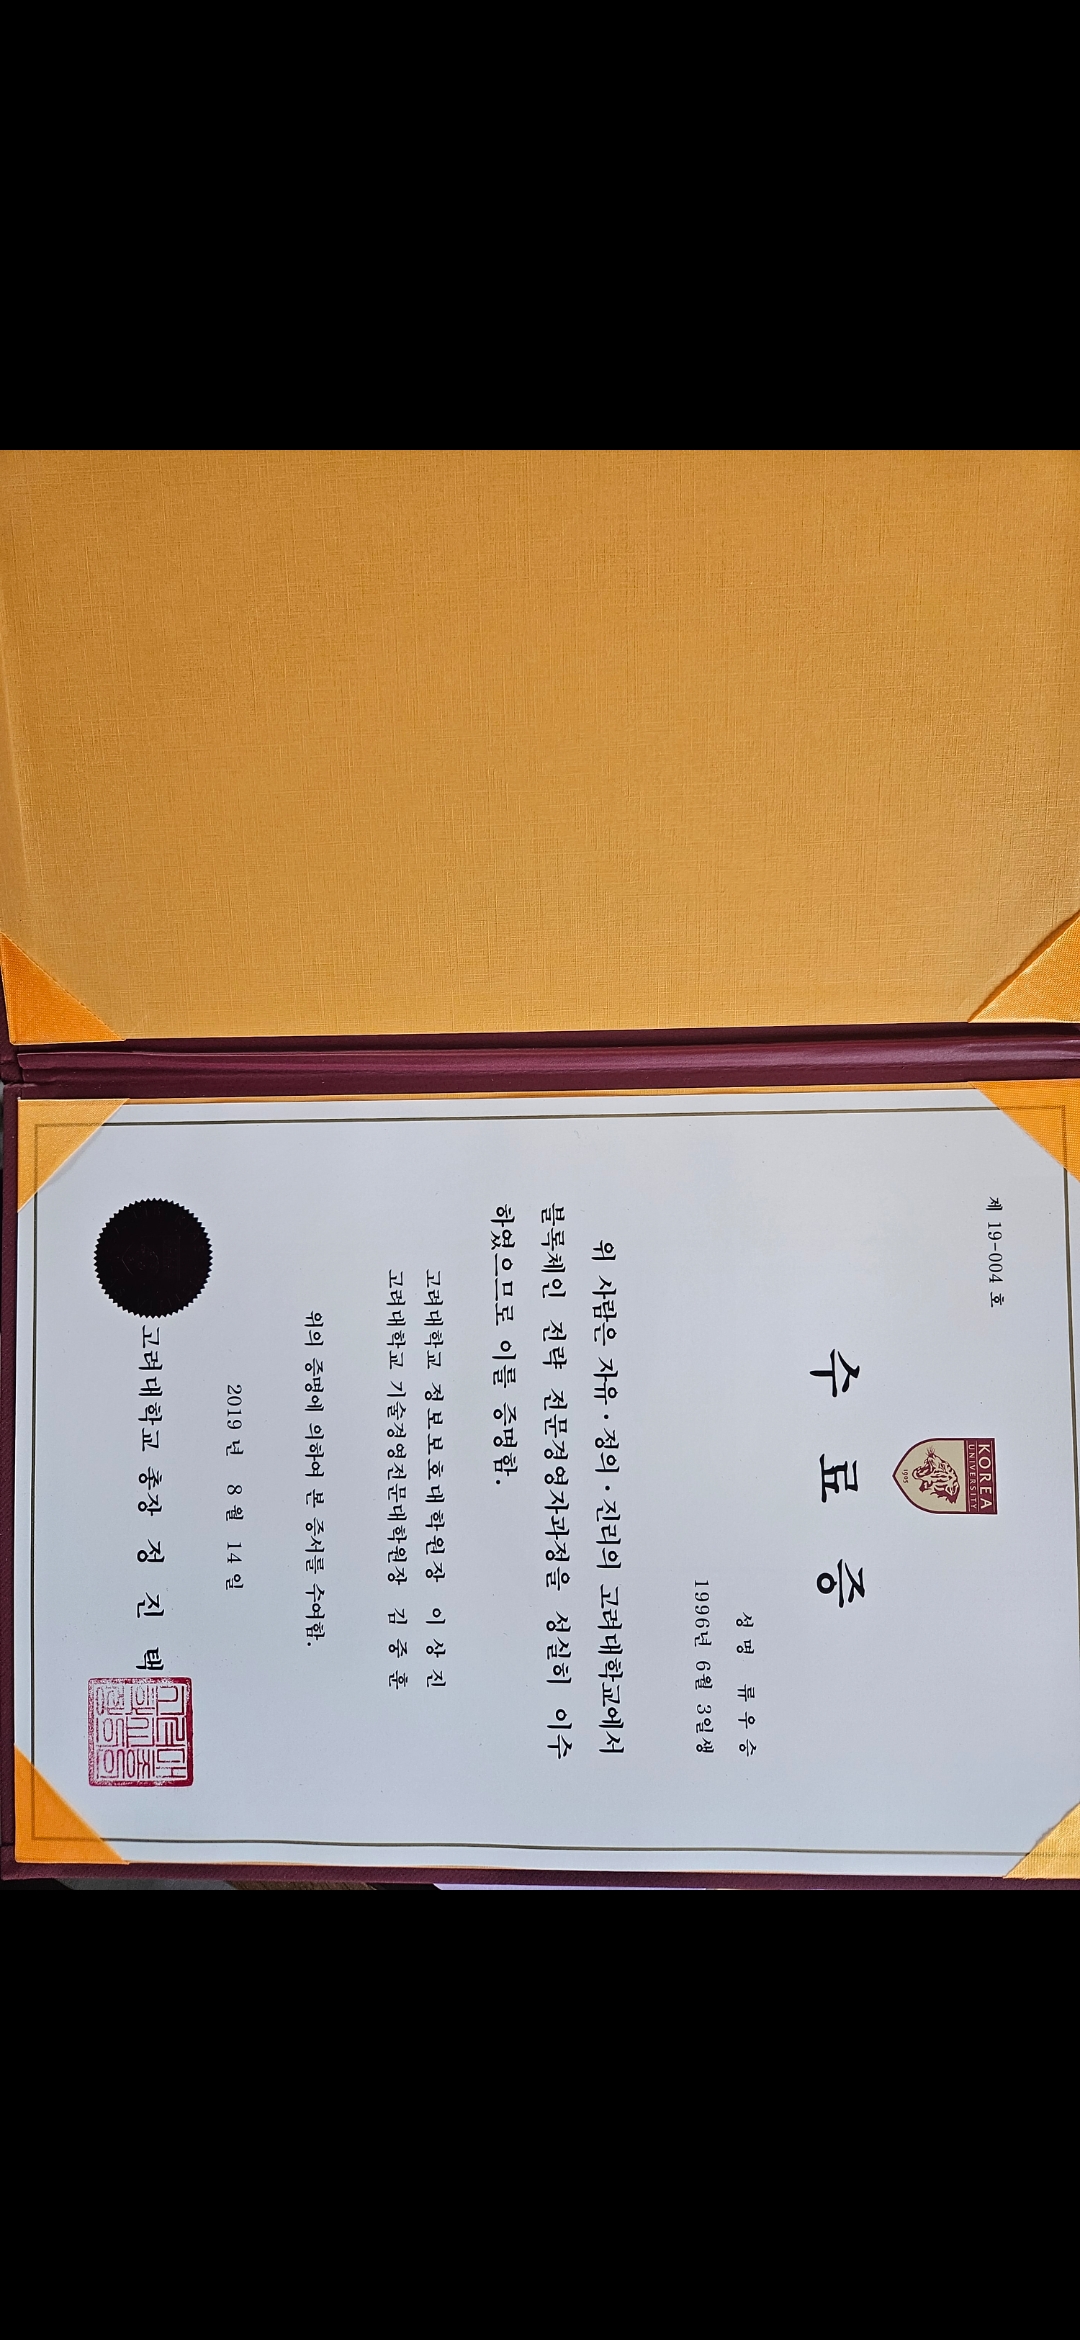 제 19-004 호
KOREA
UNIVERSITY
1905
수 료 증
성 명 류 우 승
1996년 6월 3일생
위 사람은 자유·정의·진리의 고려대학교에서
블록체인 전략 전문경영자과정을 성실히 이수
하였으므로 이를 증명함.
고려대학교 정보보호대학원장 이 상 진
고려대학교 기술경영전문대학원장 김 중 훈
위의 증명에 의하여 본 증서를 수여함.
2019 년 8 월 14 일
고려대학교 총장 정 진 택
고려대
학교총
장의인